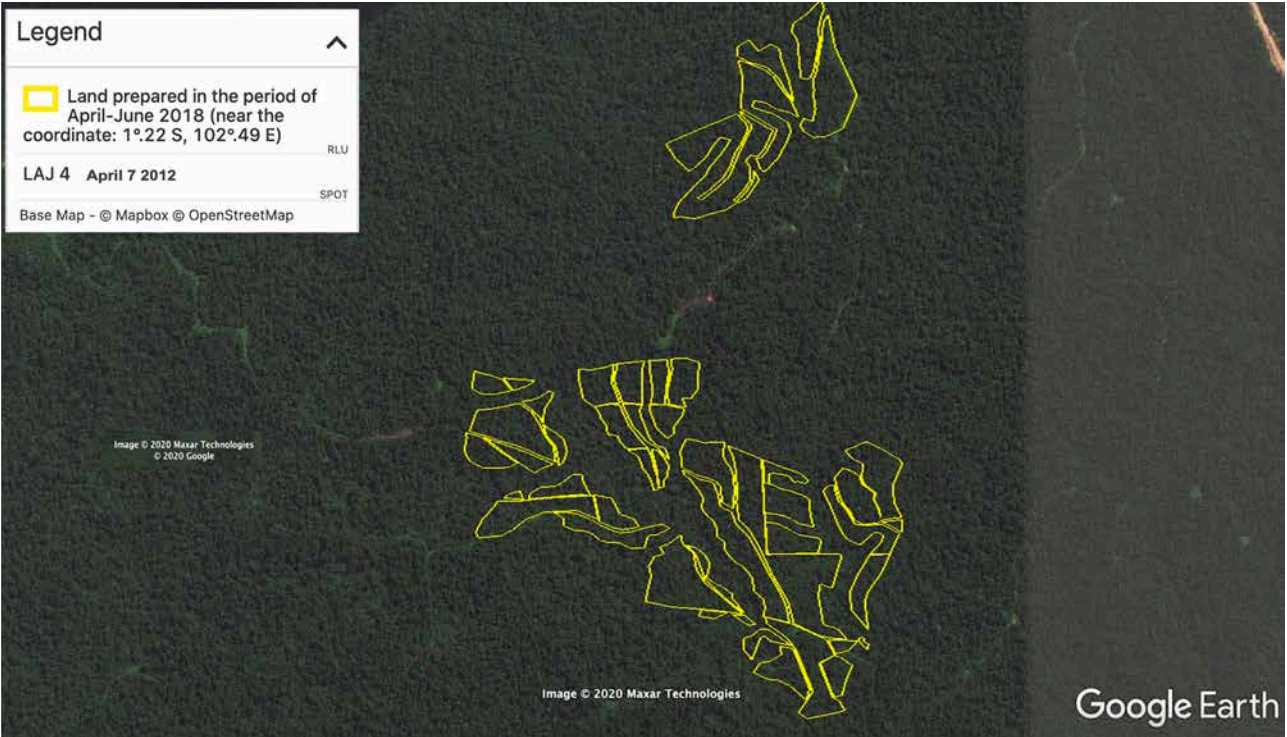 Legend
Land prepared in the period of
April-June 2018 (near the
coordinate: 1°.22 S, 102°.49 E)
RLU
LAJ 4 April 7 2012
SPOT
Base Map - © Mapbox © OpenStreetMap
Image © 2020 Maxar Technologies
© 2020 Google
Image © 2020 Maxar Technologies
Google Earth